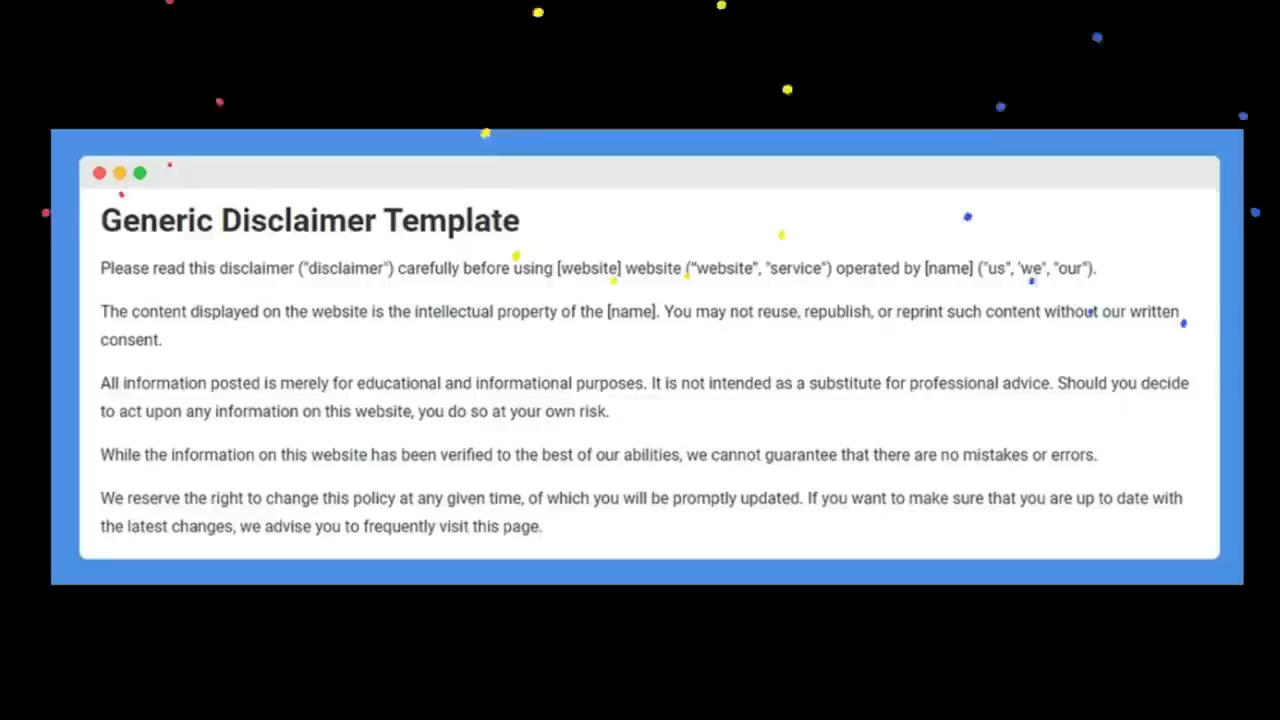 Generic Disclaimer Template
Please read this disclaimer ("disclaimer") carefully before using [website] website ("website", "service") operated by [name] ("us", 'we", "our").
The content displayed on the website is the intellectual property of the [name]. You may not reuse, republish, or reprint such content without our written
consent.
All information posted is merely for educational and informational purposes. It is not intended as a substitute for professional advice. Should you decide
to act upon any information on this website, you do so at your own risk.
While the information on this website has been verified to the best of our abilities, we cannot guarantee that there are no mistakes or errors.
We reserve the right to change this policy at any given time, of which you will be promptly updated. If you want to make sure that you are up to date with
the latest changes, we advise you to frequently visit this page.